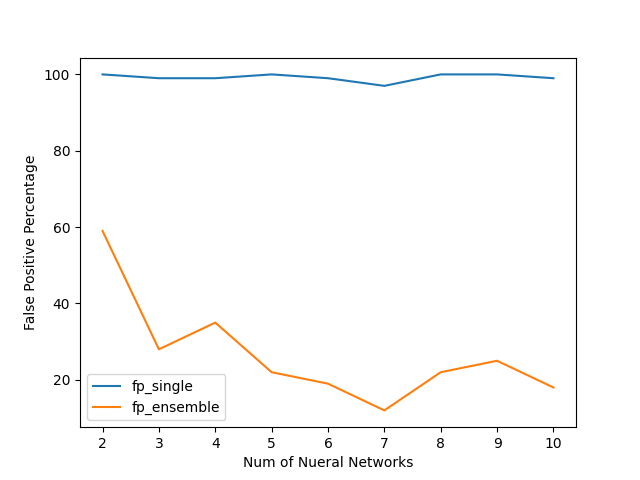 100
80
60
40
20
False Positive Percentage
fp_single
fp_ensemble
2 3 4 5 6 7 8 9 10
Num of Nueral Networks